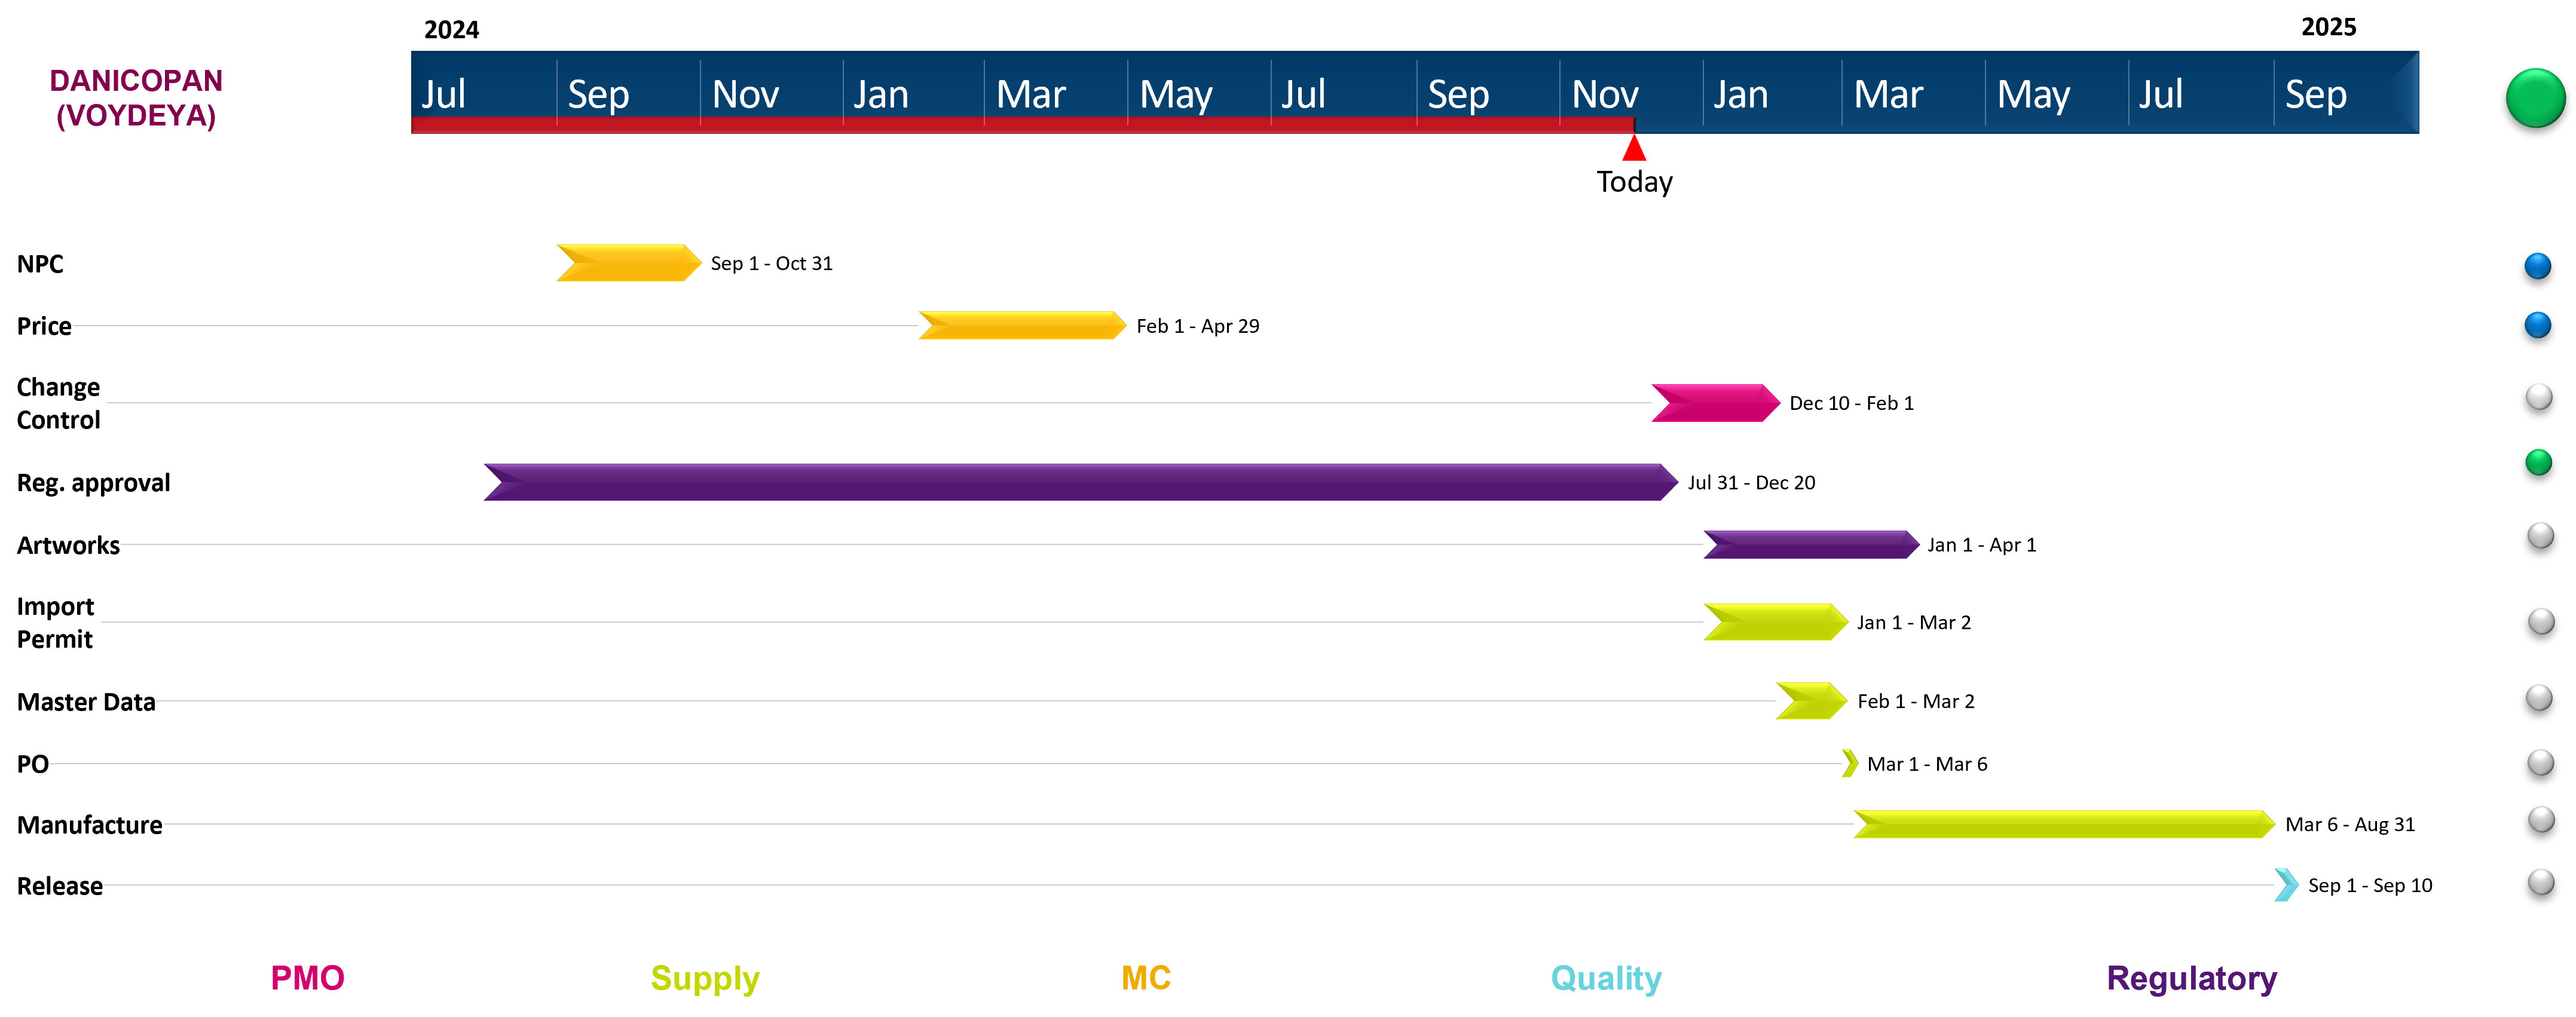 2024
2025
DANICOPAN
(VOYDEYA)
Jul Sep Nov Jan Mar May Jul Sep Nov Jan Mar May Jul Sep
Today
NPC
Sep 1 - Oct 31
Price
Feb 1 - Apr 29
Change
Control
Dec 10 - Feb 1
Reg. approval
Jul 31 - Dec 20
Artworks
Jan 1 - Apr 1
Import
Permit
Jan 1 - Mar 2
Master Data
Feb 1 - Mar 2
PO
Mar 1 - Mar 6
Manufacture
Mar 6 - Aug 31
Release
Sep 1 - Sep 10
PMO Supply MC Quality Regulatory